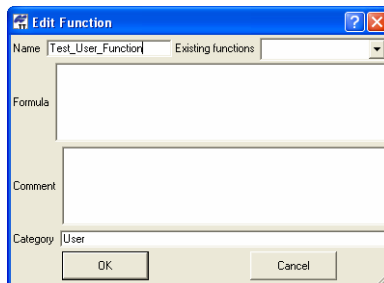 Edit Function
Name Test_User_Function Existing functions
Formula
Comment
Category User
OK Cancel